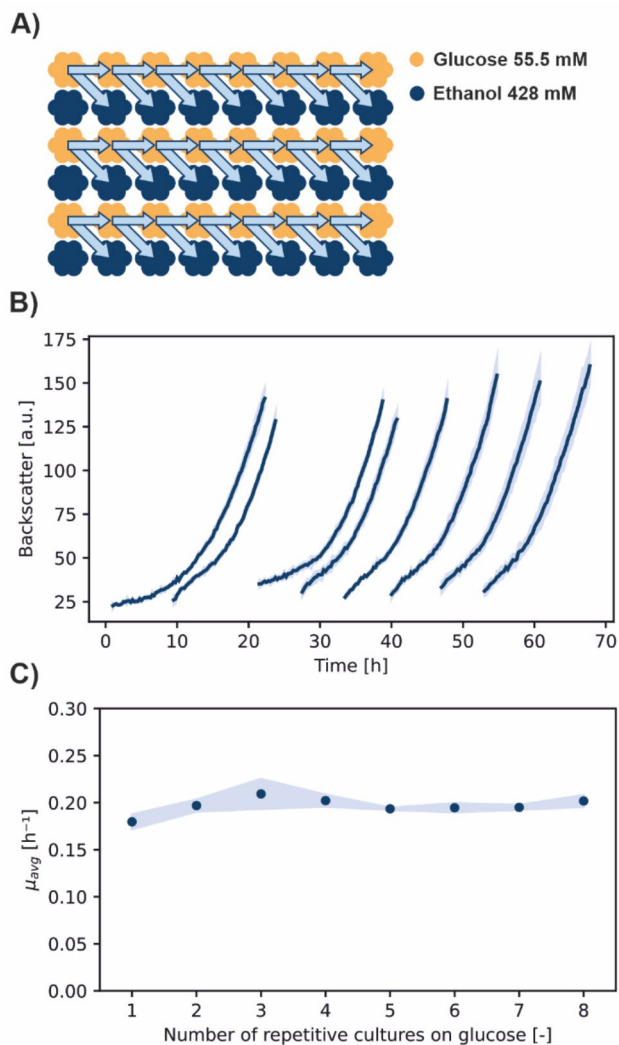 A)
Glucose 55.5 mM
Ethanol 428 mM
B)
175
150
125
100
75
50
25
Backscatter [a.u.]
0 10 20 30 40 50 60 70
Time [h]
C)
0.30
0.25
0.20
0.15
0.10
0.05
0.00
μavg [h⁻¹]
1 2 3 4 5 6 7 8
Number of repetitive cultures on glucose [-]